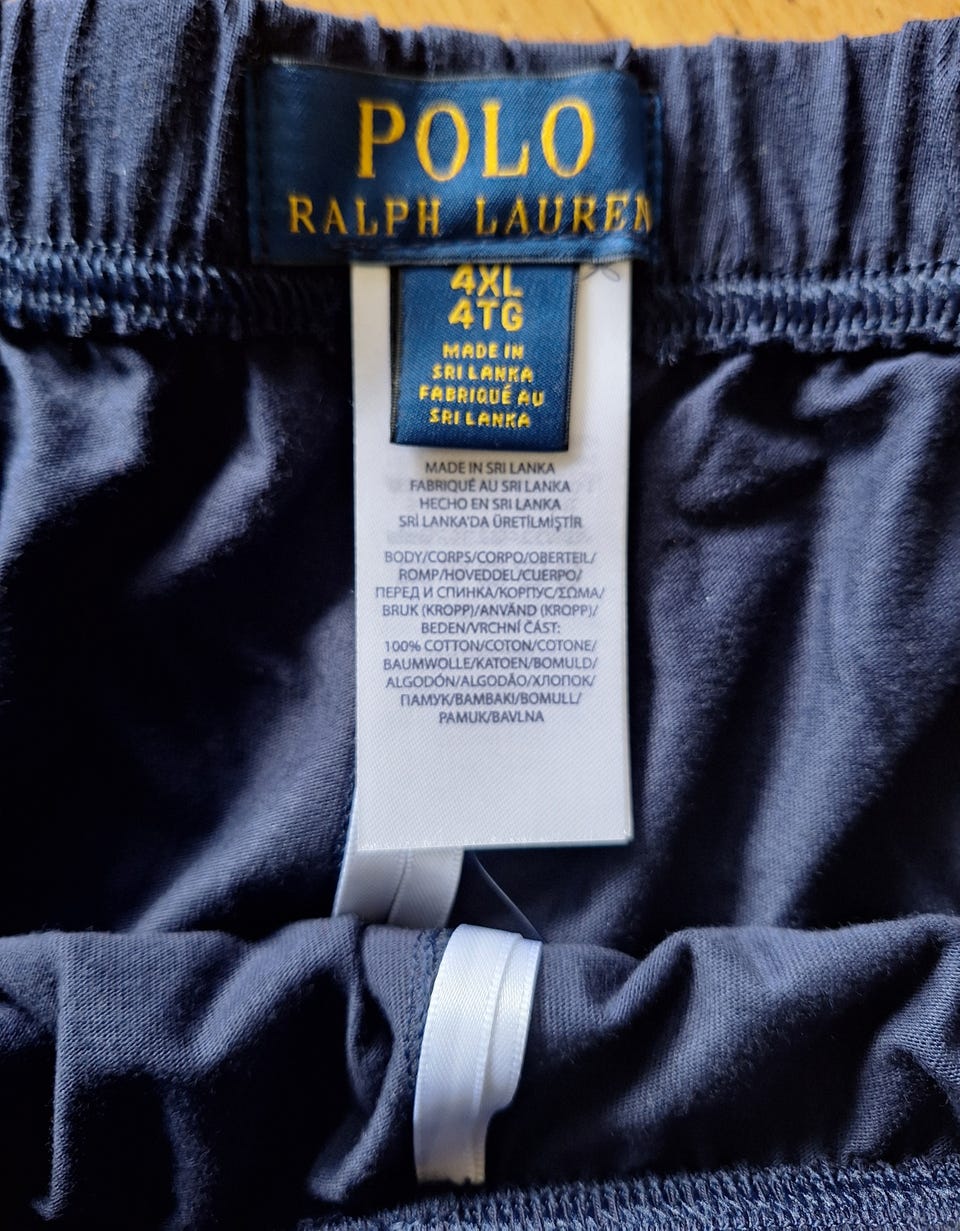 POLO
RALPH LAUREN
4XL
4TG
MADE IN
SRI LANKA
FABRIQUÉ AU
SRI LANKA
MADE IN SRI LANKA
FABRIQUÉ AU SRI LANKA
HECHO EN SRI LANKA
SRİ LANKA'DA ÜRETİLMİŞTİR
BODY/CORPS/CORPO/OBERTEIL/
ROMP/HOVEDDEL/CUERPO/
ПЕРЕД И СПИНКА/КОРПУС/ΣΩΜΑ/
BRUK (KROPP)/ANVÄND (KROPP)/
BEDEN/VRCHNÍ ČÁST:
100% COTTON/COTON/COTONE/
BAUMWOLLE/KATOEN/BOMULD/
ALGODÓN/ALGODÃO/ХЛОПОК/
ПАМУК/ΒΑΜΒΑΚΙ/BOMULL/
PAMUK/BAVLNA